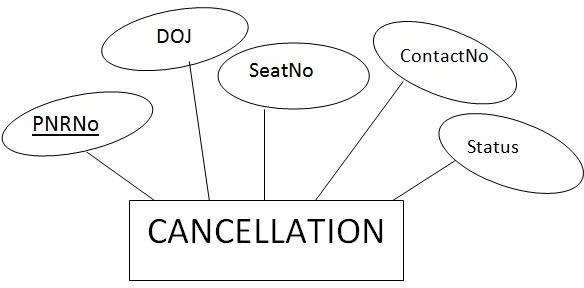 DOJ
SeatNo
ContactNo
PNRNo
Status
CANCELLATION